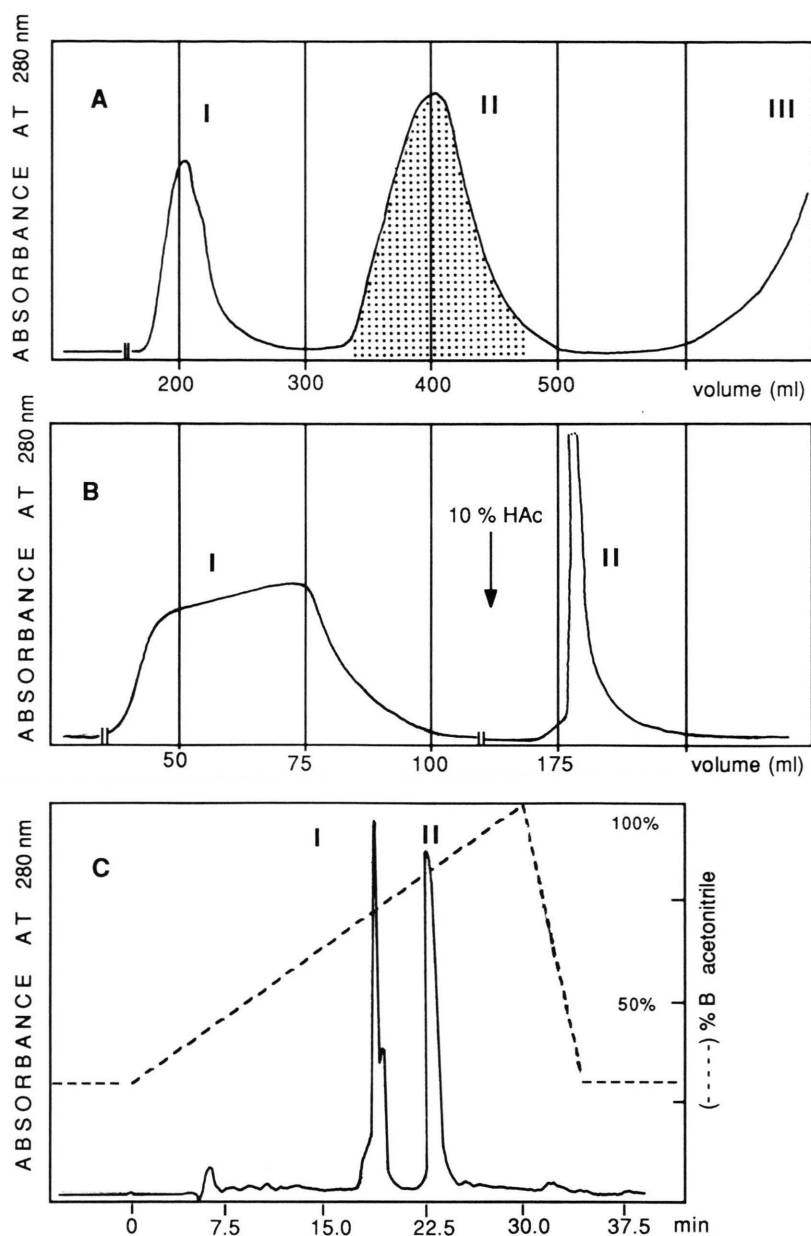 ABSORBANCE AT 280 nm
A
I
II
III
200
300
400
500
volume (ml)
ABSORBANCE AT 280 nm
B
I
10 % HAc
II
50
75
100
175
volume (ml)
ABSORBANCE AT 280 nm
C
I
II
100%
50%
(-----) % B acetonitrile
0
7.5
15.0
22.5
30.0
37.5
min